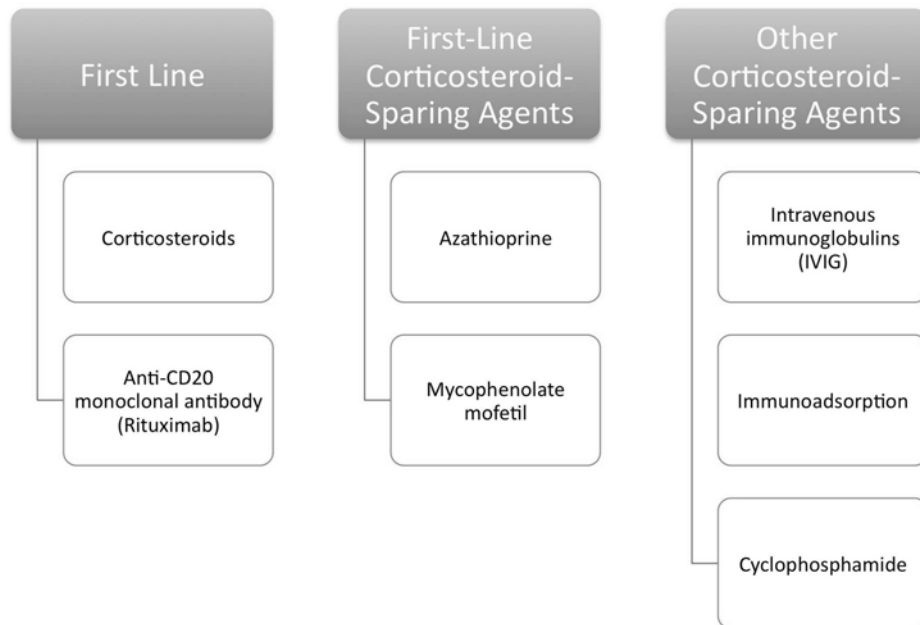 First Line
Corticosteroids
Anti-CD20
monoclonal antibody
(Rituximab)
First-Line
Corticosteroid-
Sparing Agents
Azathioprine
Mycophenolate
mofetil
Other
Corticosteroid-
Sparing Agents
Intravenous
immunoglobulins
(IVIG)
Immunoadsorption
Cyclophosphamide